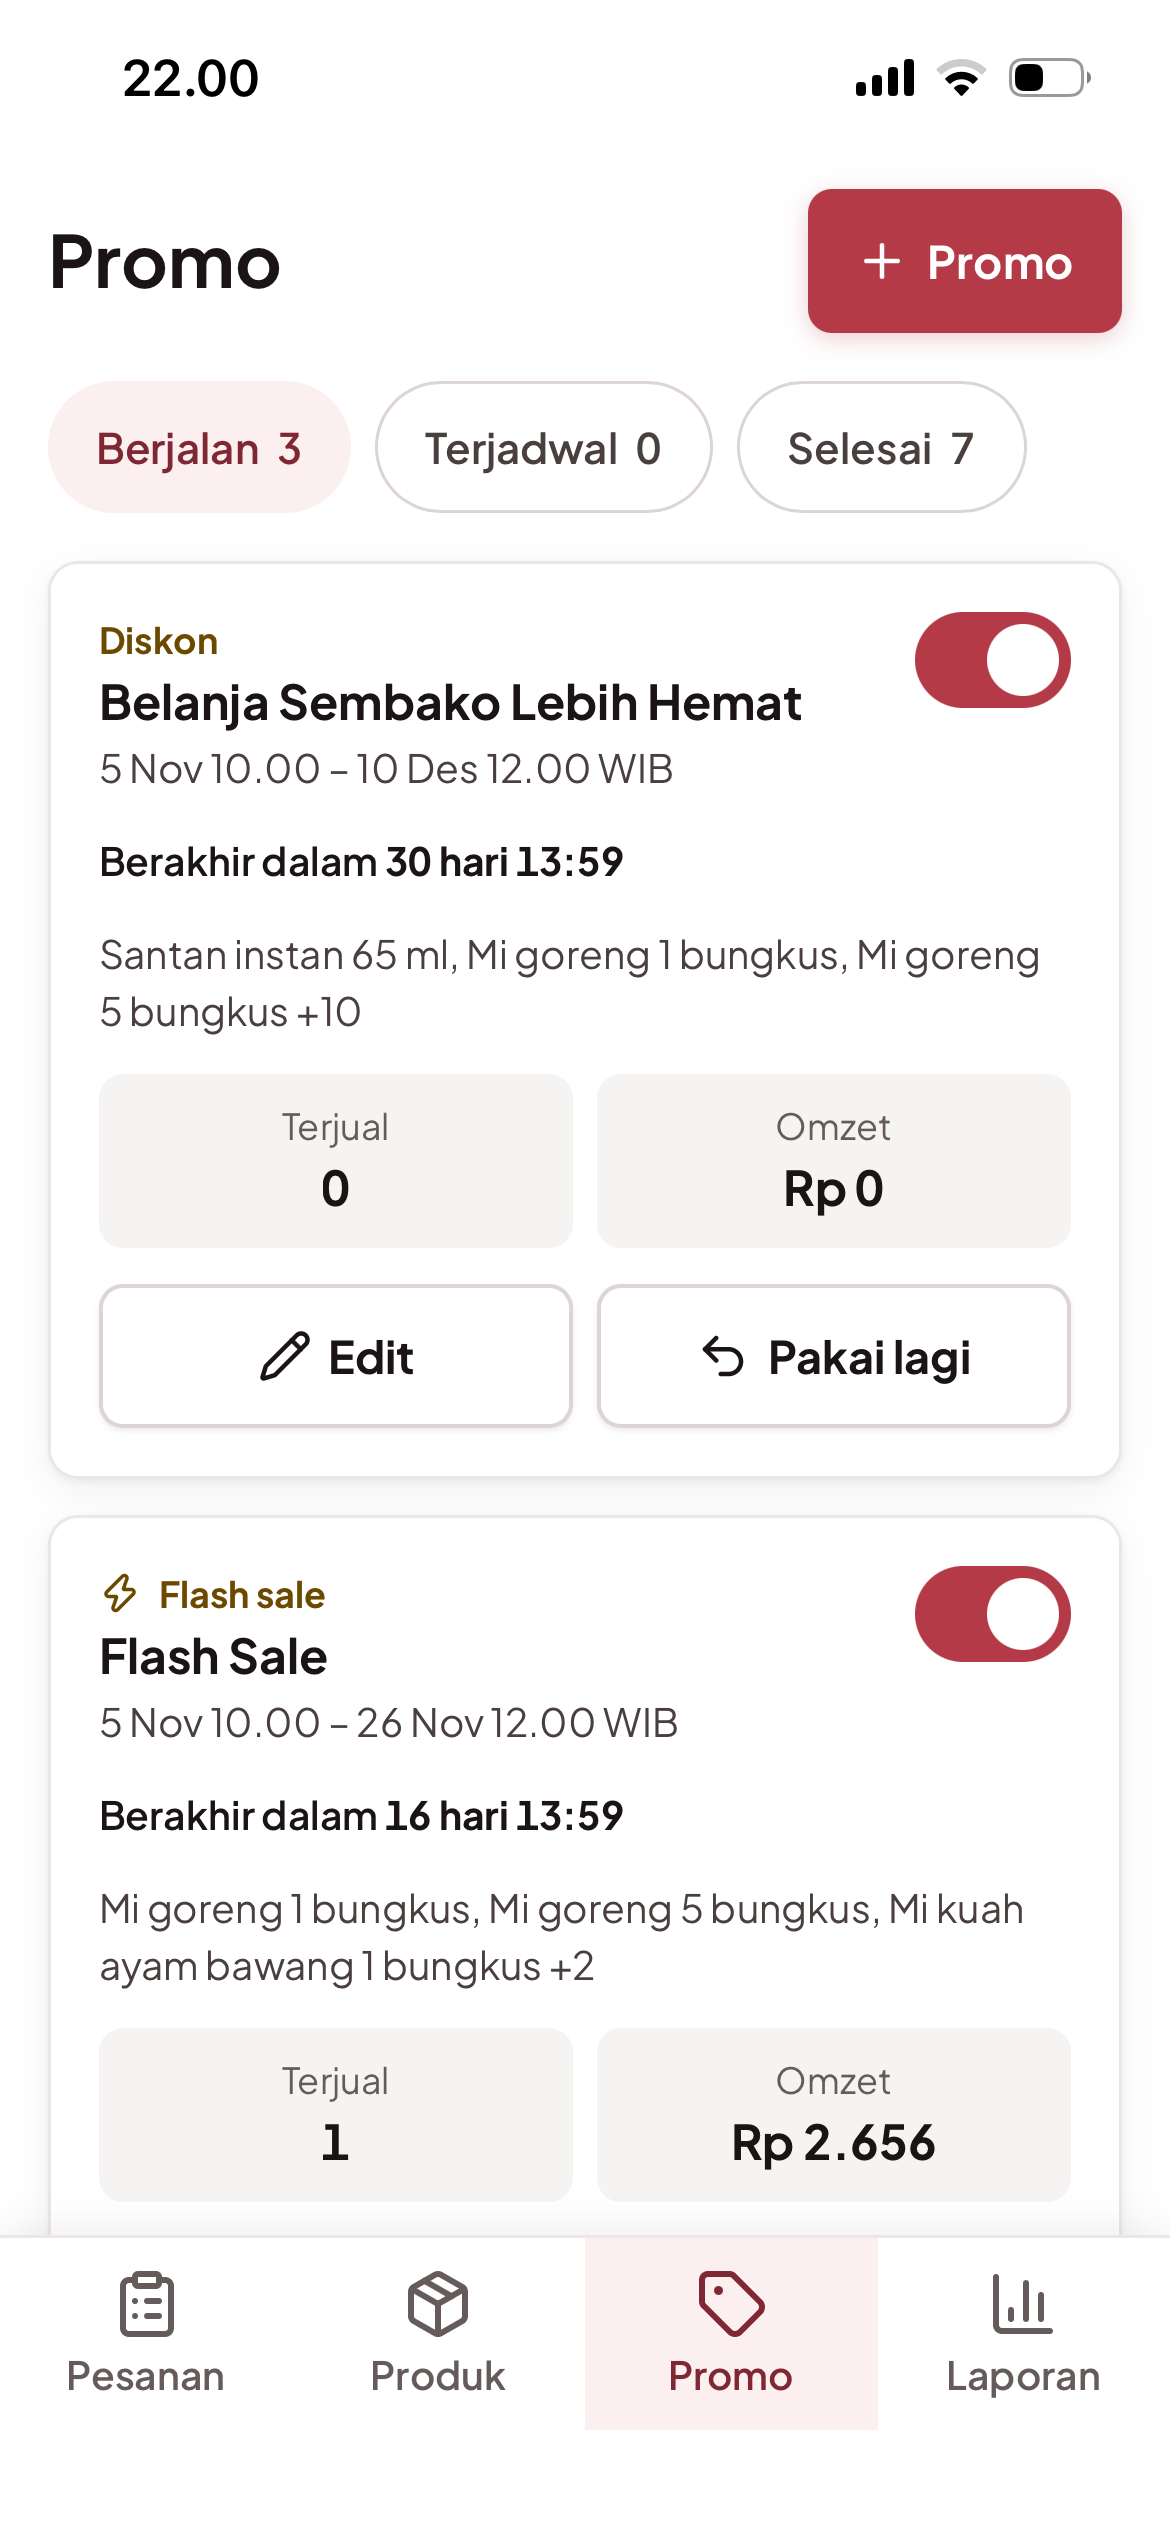 22.00
Promo
+ Promo
Berjalan 3
Terjadwal 0
Selesai 7
Diskon
Belanja Sembako Lebih Hemat
5 Nov 10.00 – 10 Des 12.00 WIB
Berakhir dalam 30 hari 13:59
Santan instan 65 ml, Mi goreng 1 bungkus, Mi goreng
5 bungkus +10
Terjual
0
Omzet
Rp 0
Edit
Pakai lagi
Flash sale
Flash Sale
5 Nov 10.00 – 26 Nov 12.00 WIB
Berakhir dalam 16 hari 13:59
Mi goreng 1 bungkus, Mi goreng 5 bungkus, Mi kuah
ayam bawang 1 bungkus +2
Terjual
1
Omzet
Rp 2.656
Pesanan
Produk
Promo
Laporan